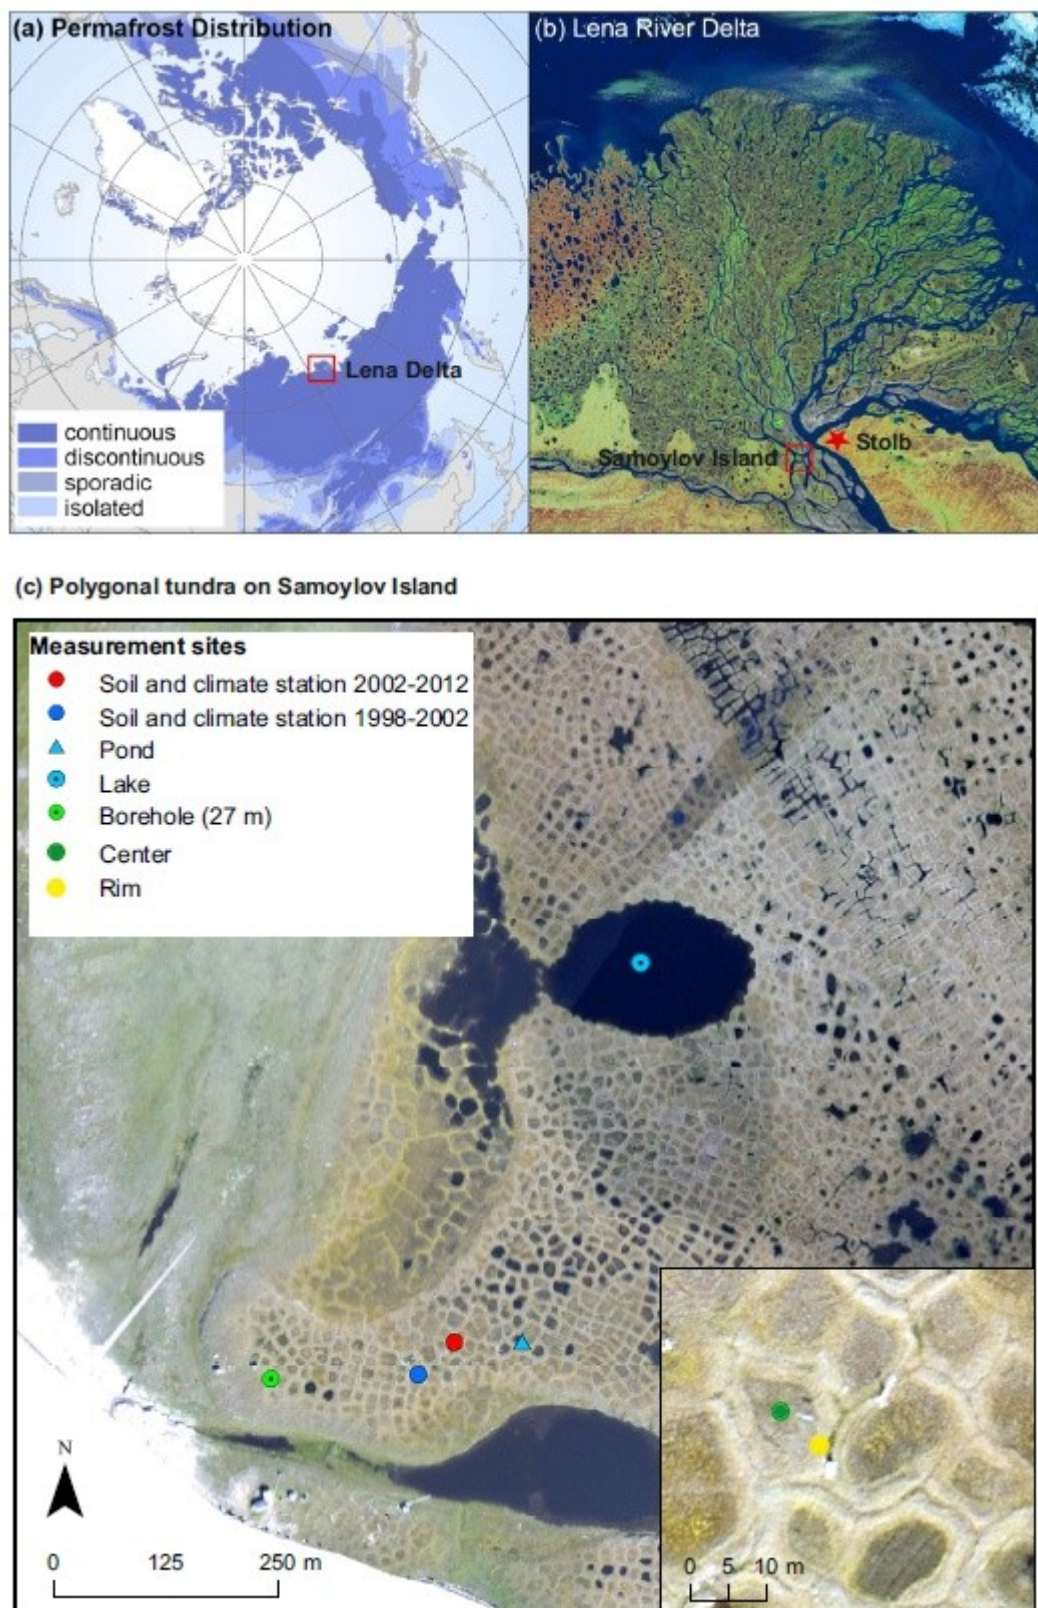 (a) Permafrost Distribution
Lena Delta
continuous
discontinuous
sporadic
isolated
(b) Lena River Delta
Stolb
Samoylov Island
(c) Polygonal tundra on Samoylov Island
Measurement sites
Soil and climate station 2002-2012
Soil and climate station 1998-2002
Pond
Lake
Borehole (27 m)
Center
Rim
N
0 125 250 m
0 5 10 m